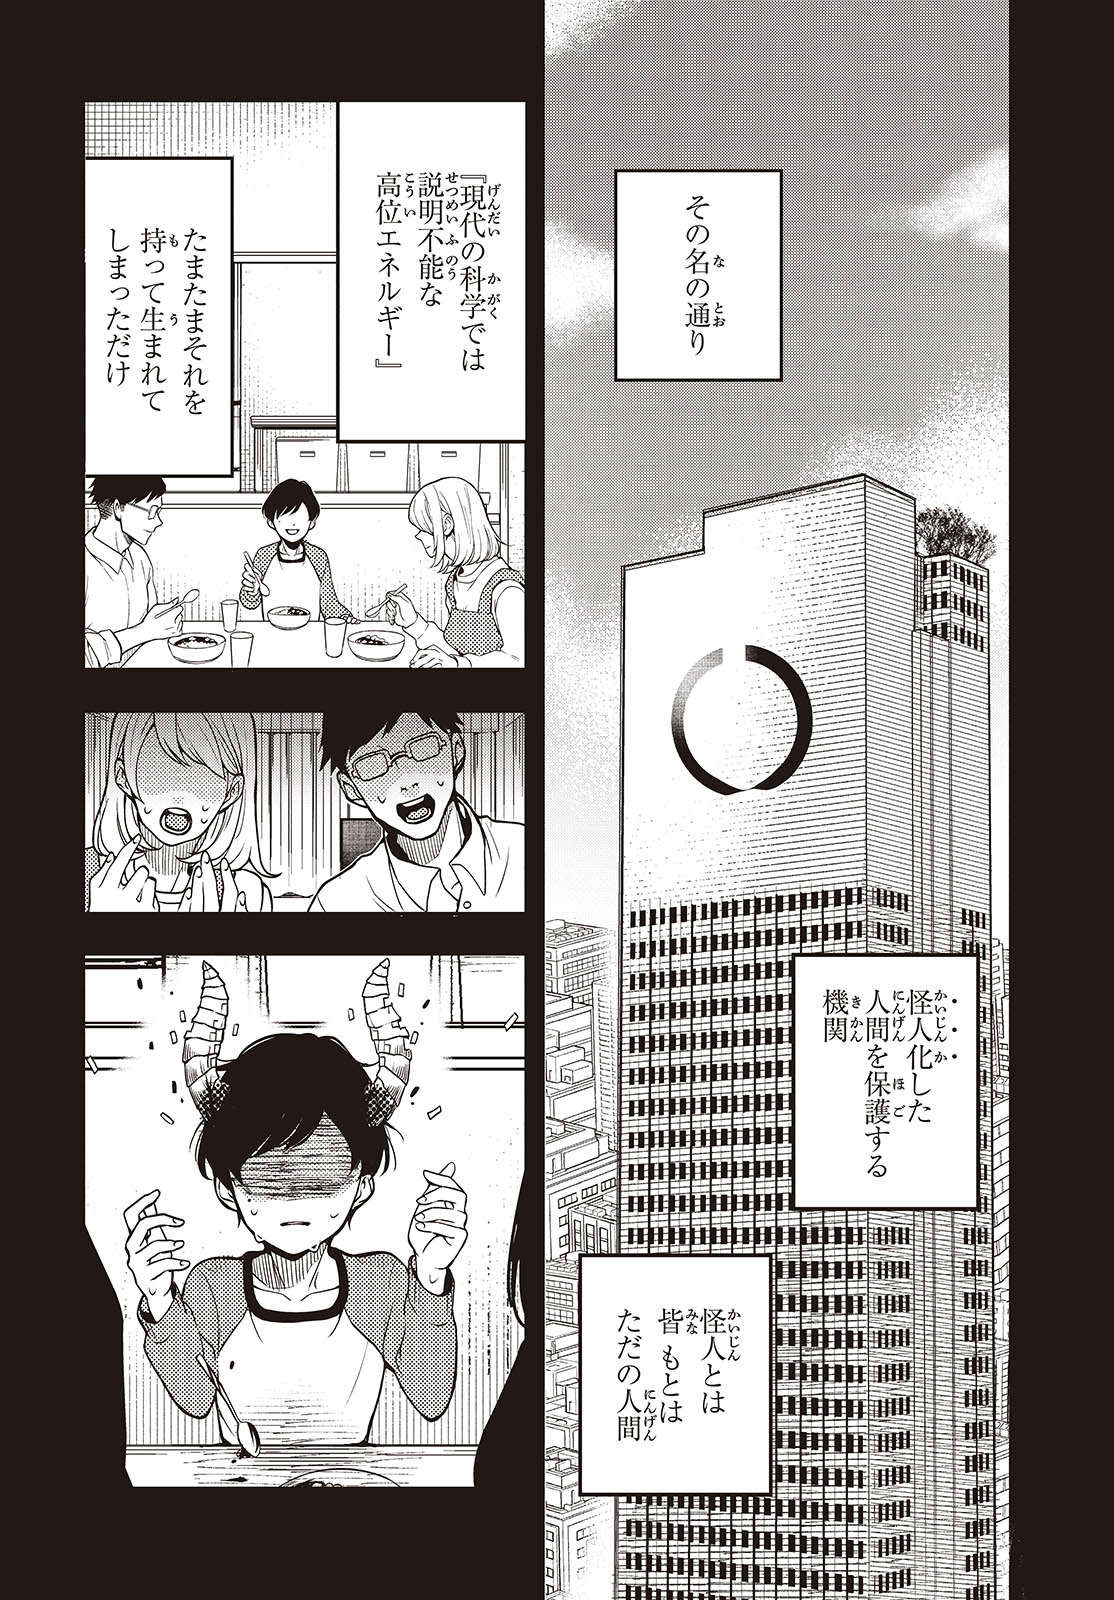 その名の通り
怪人化した
人間を保護する
機関
怪人とは
皆 もとは
ただの人間
『現代の科学では
説明不能な
高位エネルギー』
たまたまそれを
持って生まれて
しまっただけ